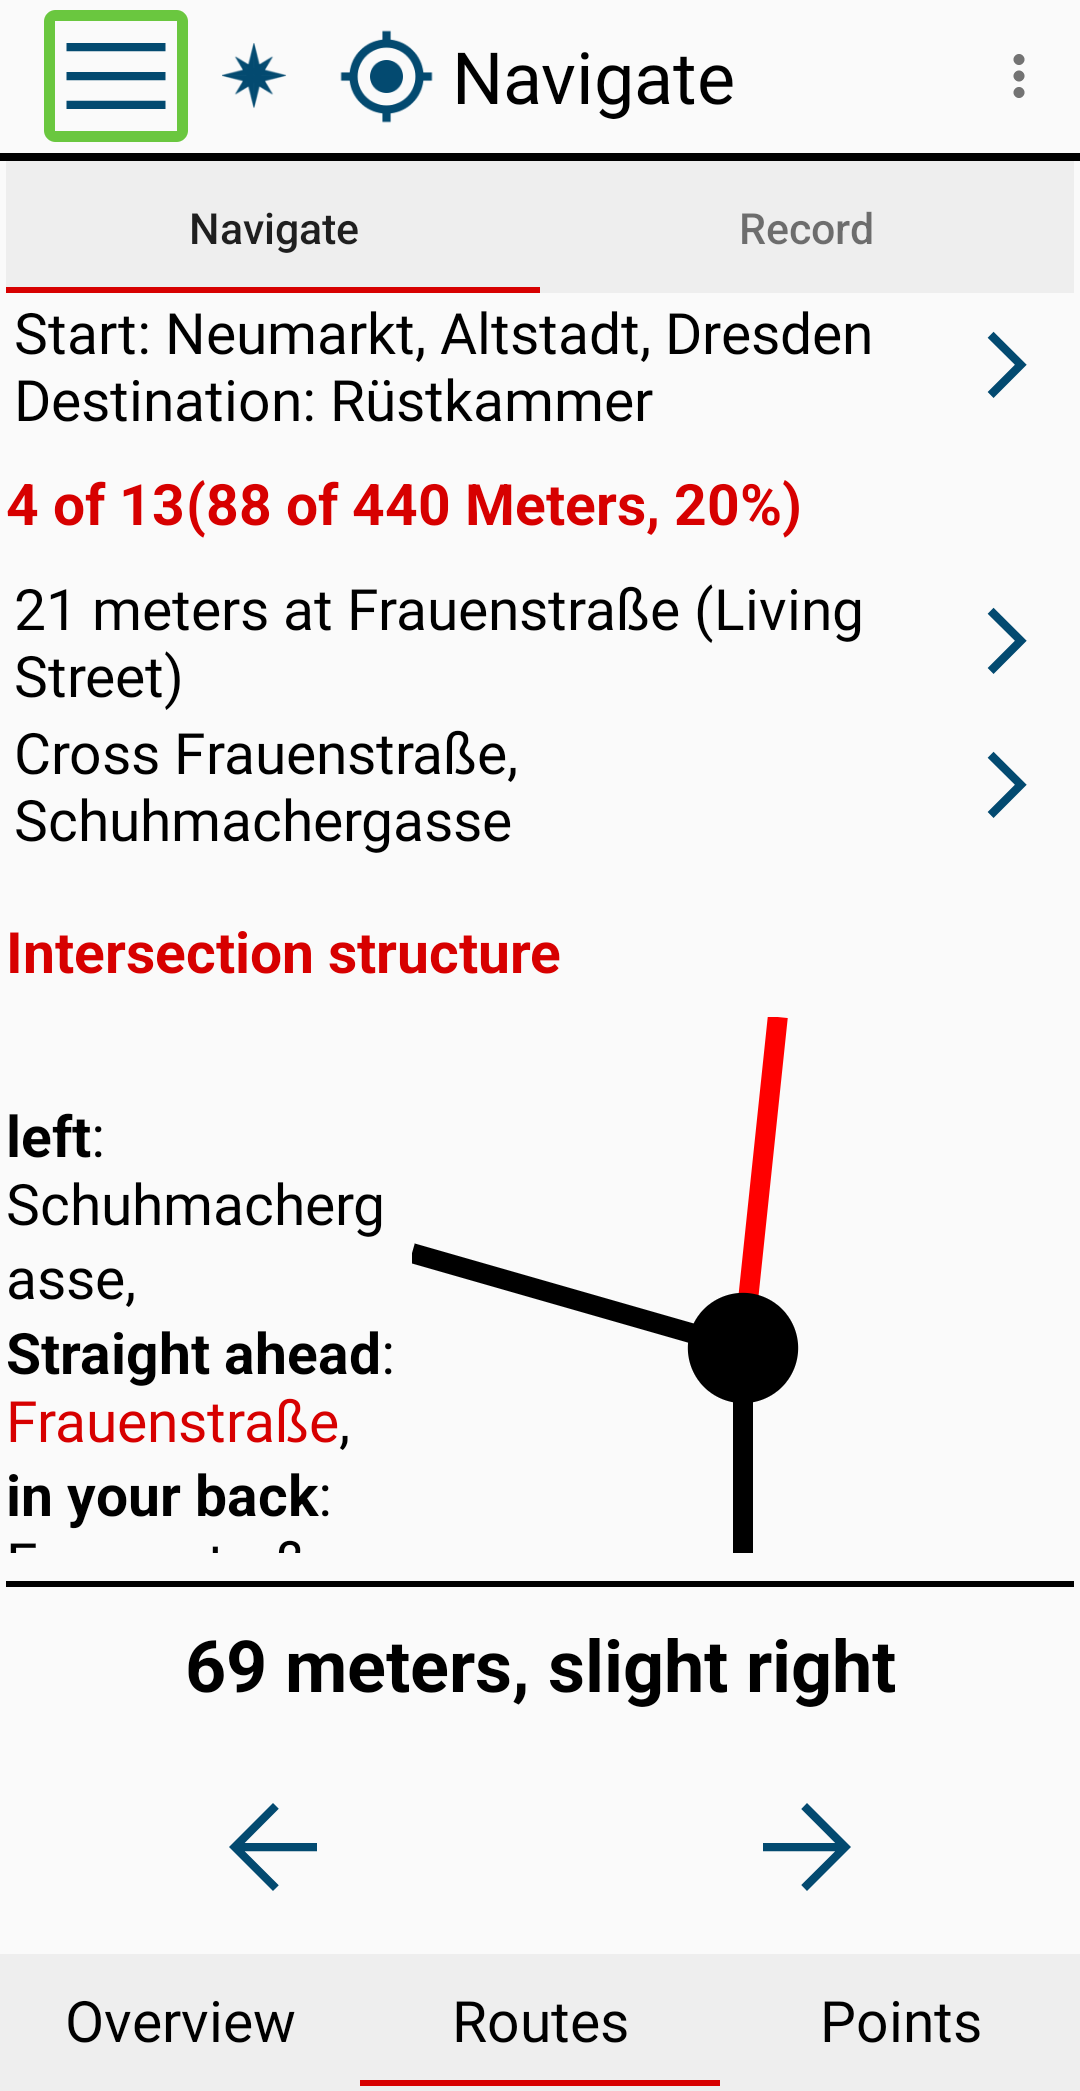 Navigate
Navigate
Record
Start: Neumarkt, Altstadt, Dresden
Destination: Rüstkammer
4 of 13(88 of 440 Meters, 20%)
21 meters at Frauenstraße (Living
Street)
Cross Frauenstraße,
Schuhmachergasse
Intersection structure
left:
Schuhmacherg
asse,
Straight ahead:
Frauenstraße,
in your back:
69 meters, slight right
Overview
Routes
Points